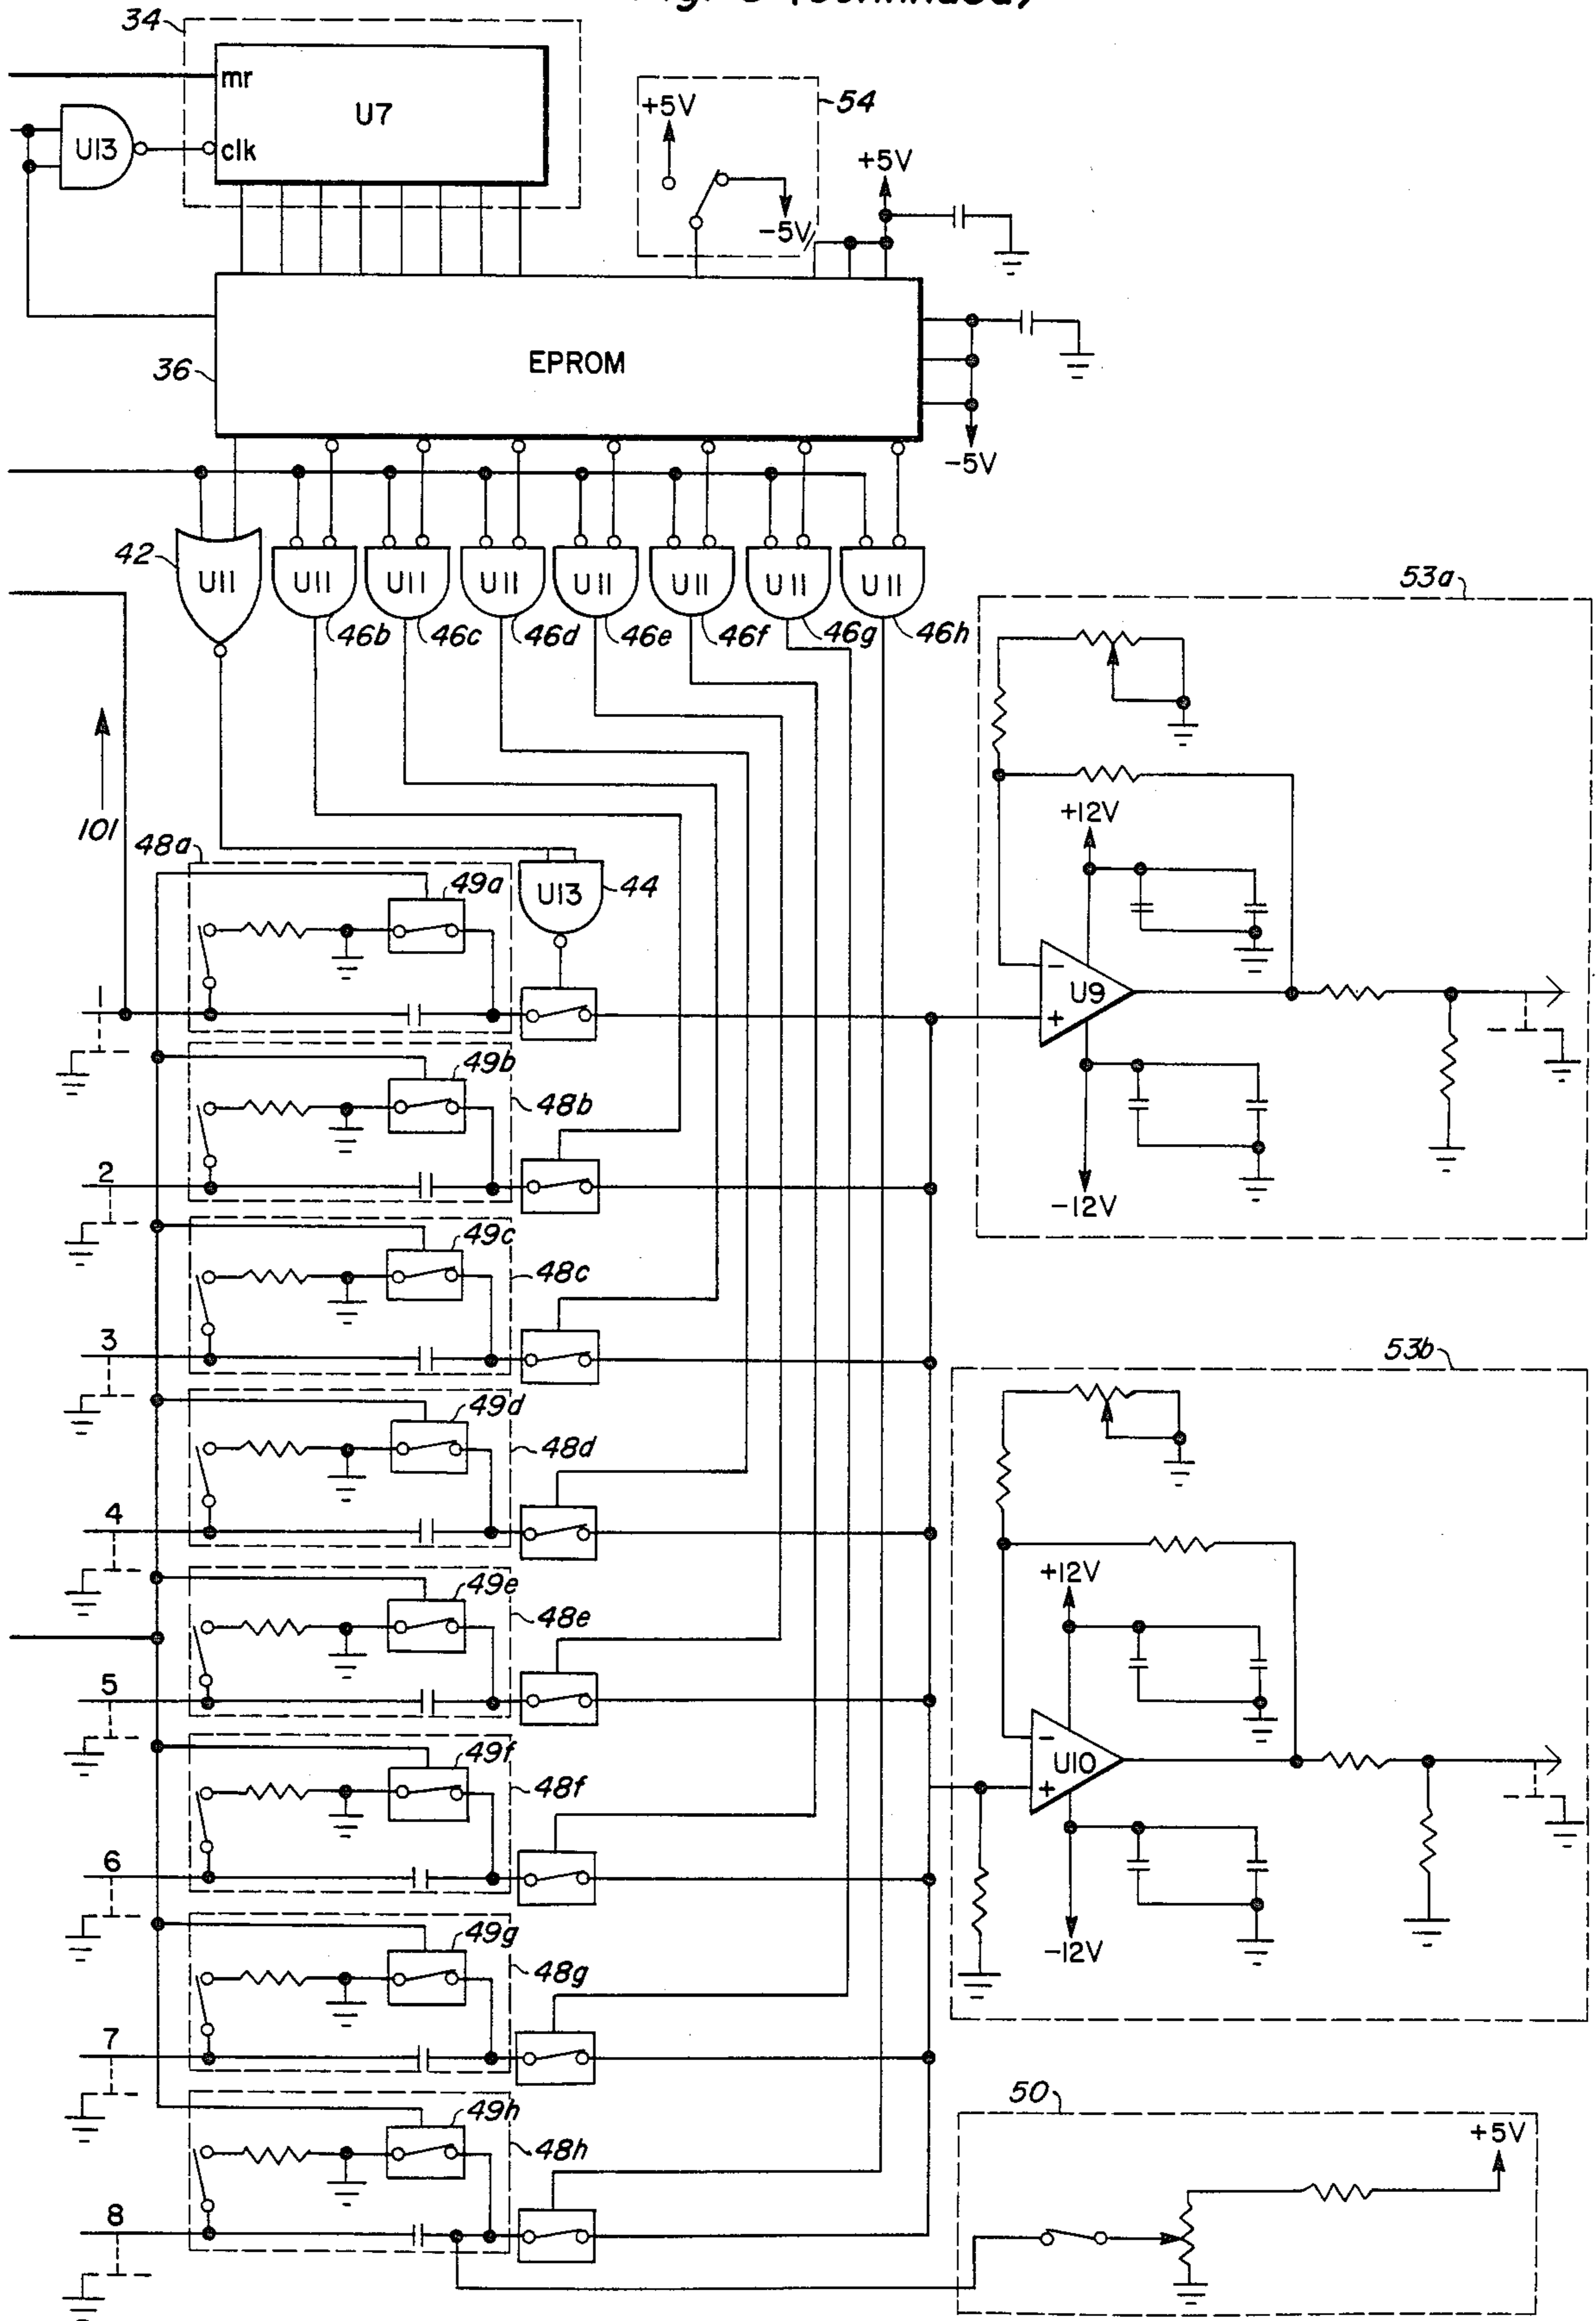 34
mr
U7
U13
clk
+5V
54
-5V
+5V
36
EPROM
-5V
42
U11
U11
U11
U11
U11
U11
U11
U11
46b
46c
46d
46e
46f
46g
46h
53a
101
+12V
48a
49a
U13
44
U9
-
+
49b
48b
2
-12V
49c
48c
3
53b
49d
48d
4
+12V
49e
48e
5
49f
48f
-
U10
+
6
-12V
49g
48g
7
50
49h
48h
+5V
8